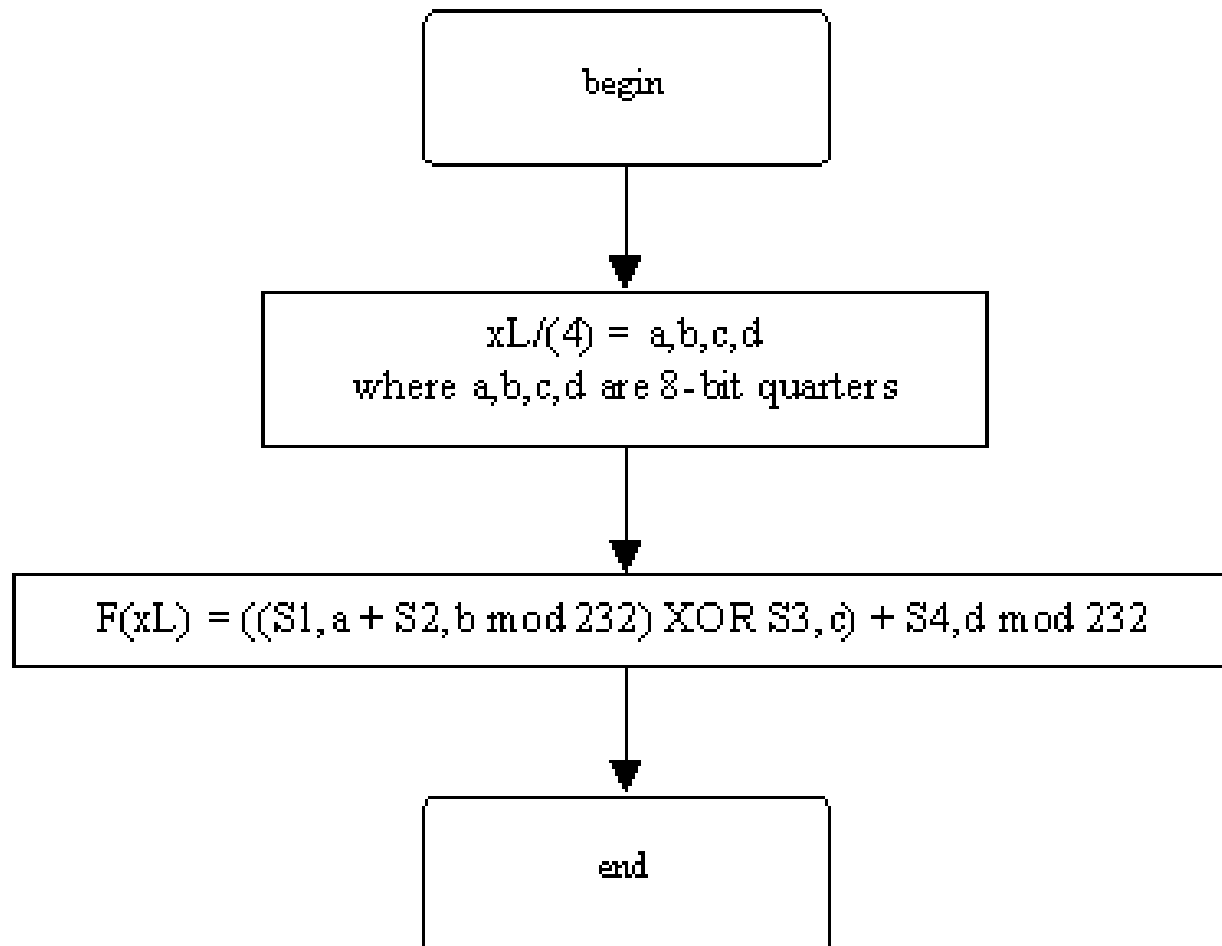 begin
xL/(4) = a,b,c,d
where a,b,c,d are 8-bit quarters
F(xL) = ((S1,a + S2,b mod 232) XOR S3,c) + S4,d mod 232
end